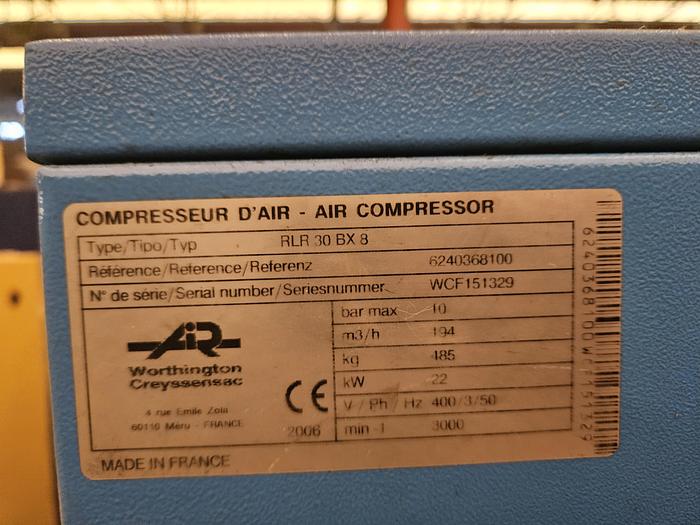 COMPRESSEUR D'AIR - AIR COMPRESSOR
Type/Tipo/Typ RLR 30 BX 8
Référence/Reference/Referenz 6240368100
N° de série/Serial number/Seriesnummer WCF151329
bar max 10
m3/h 194
kg 485
kW 22
V / Ph / Hz 400/3/50
min -1 3000
AIR
Worthington
Creyssensac
4 rue Emile Zola
60110 Méru - FRANCE
CE
2006
MADE IN FRANCE
6240368100WCF151329